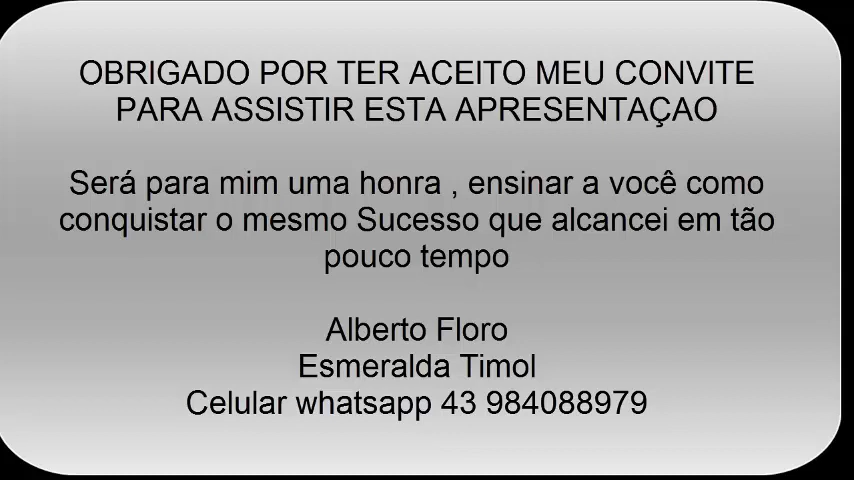 OBRIGADO POR TER ACEITO MEU CONVITE
PARA ASSISTIR ESTA APRESENTAÇAO
Será para mim uma honra , ensinar a você como
conquistar o mesmo Sucesso que alcancei em tão
pouco tempo
Alberto Floro
Esmeralda Timol
Celular whatsapp 43 984088979